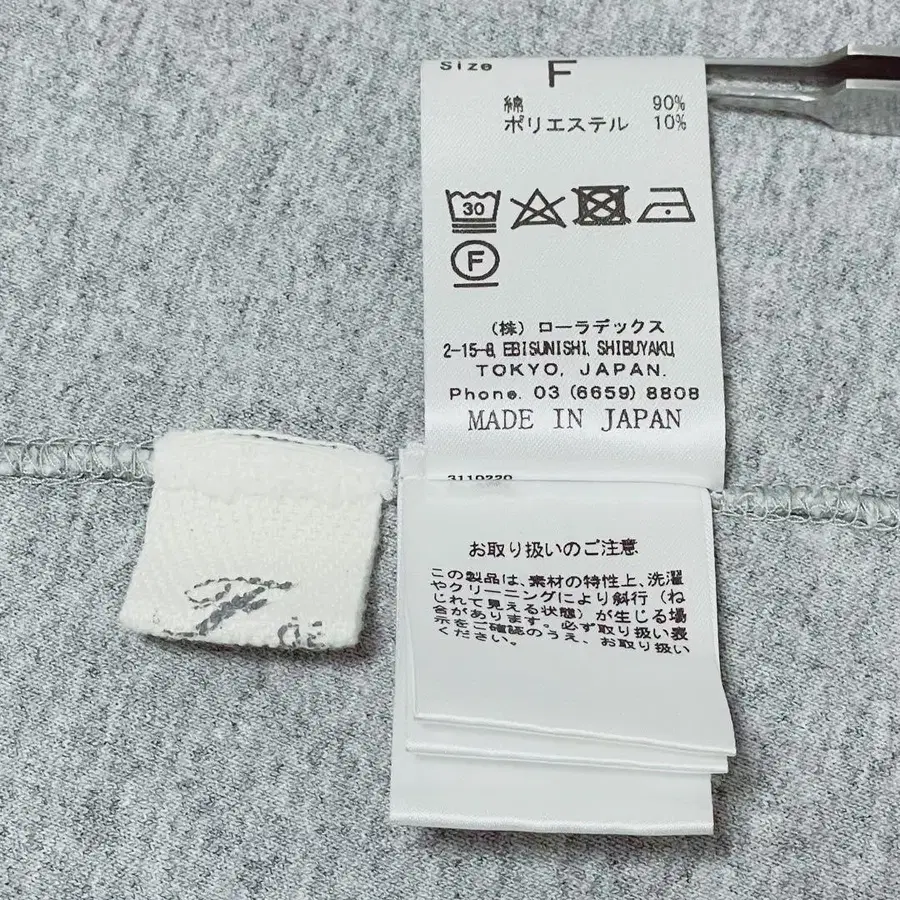 Size F
綿 90%
ポリエステル 10%
30
F
(株) ローラデックス
2-15-8, EBISUNISHI, SHIBUYAKU,
TOKYO, JAPAN.
Phone. 03 (6659) 8808
MADE IN JAPAN
3110220
お取り扱いのご注意
この製品は、素材の特性上、洗濯
やクリーニングにより斜行（ね
じれて見える状態）が生じる場
合があります。必ず取り扱い表
示をご確認のうえ、お取り扱い
ください。